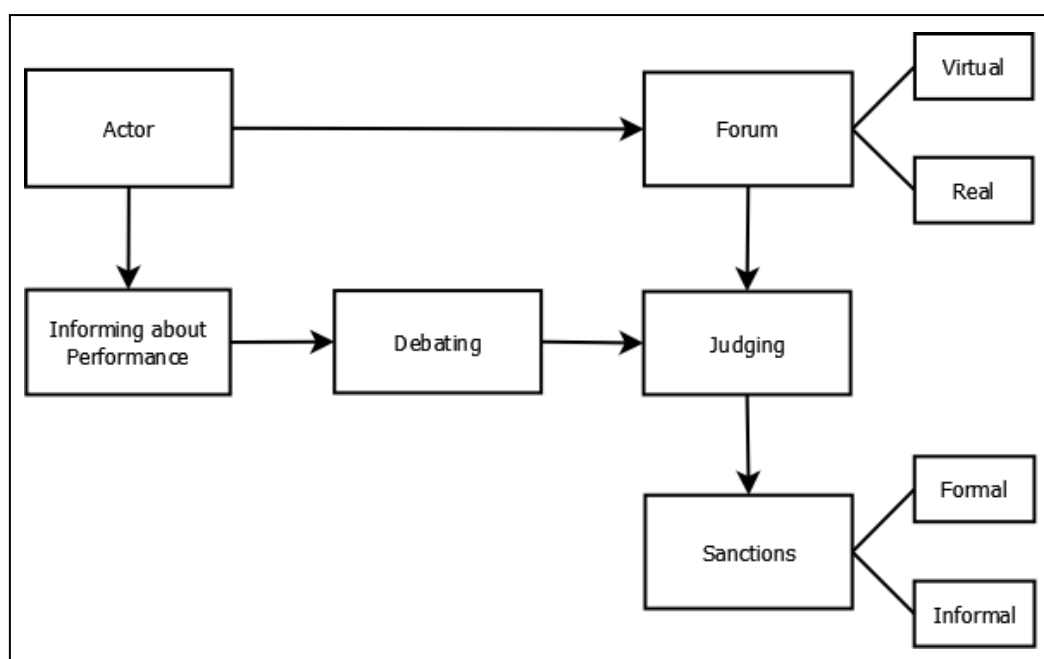 Virtual
Actor
Forum
Real
Informing about
Performance
Debating
Judging
Formal
Sanctions
Informal